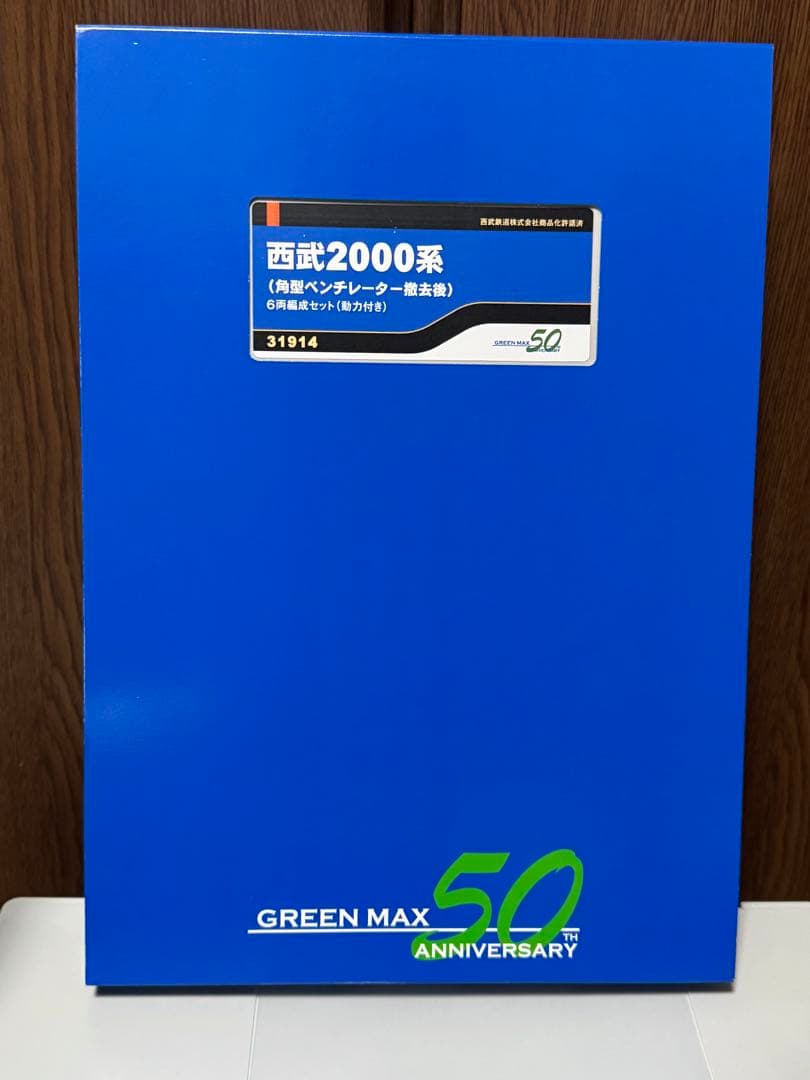 西武鉄道株式会社商品化許諾済
西武2000系
(角型ベンチレーター撤去後)
6両編成セット(動力付き)
31914
GREEN MAX 50
ANNIVERSARY
GREEN MAX 50TH
ANNIVERSARY